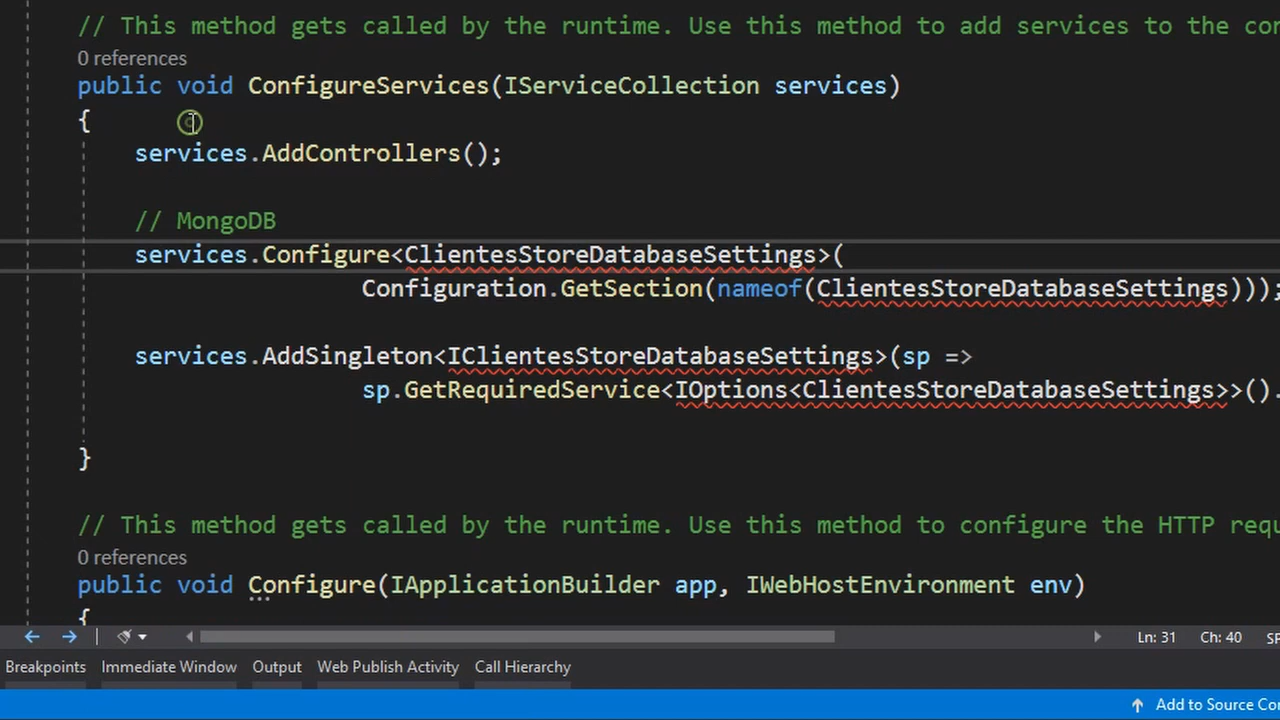 // This method gets called by the runtime. Use this method to add services to the
0 references
public void ConfigureServices(IServiceCollection services)
{
services.AddControllers();
// MongoDB
services.Configure<ClientesStoreDatabaseSettings>(
Configuration.GetSection(nameof(ClientesStoreDatabaseSettings)));
services.AddSingleton<IClientesStoreDatabaseSettings>(sp =>
sp.GetRequiredService<IOptions<ClientesStoreDatabaseSettings>>().
}
// This method gets called by the runtime. Use this method to configure the HTTP
0 references
public void Configure(IApplicationBuilder app, IWebHostEnvironment env)
{
Ln: 31 Ch: 40
Breakpoints Immediate Window Output Web Publish Activity Call Hierarchy
Add to Source